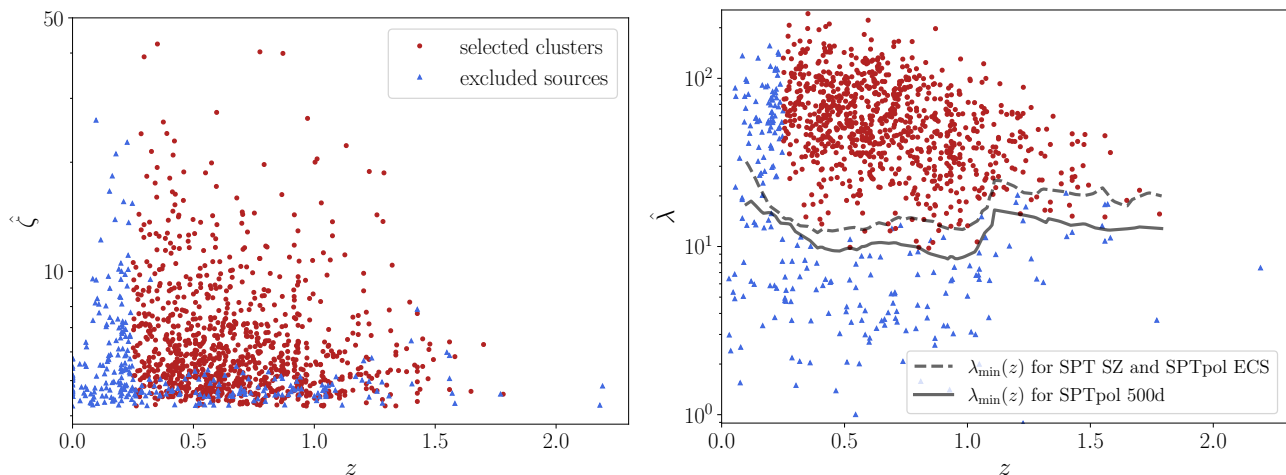 50
10
ζ̂
selected clusters
excluded sources
0.0 0.5 1.0 1.5 2.0
z
10²
10¹
10⁰
λ̂
λmin(z) for SPT SZ and SPTpol ECS
λmin(z) for SPTpol 500d
0.0 0.5 1.0 1.5 2.0
z